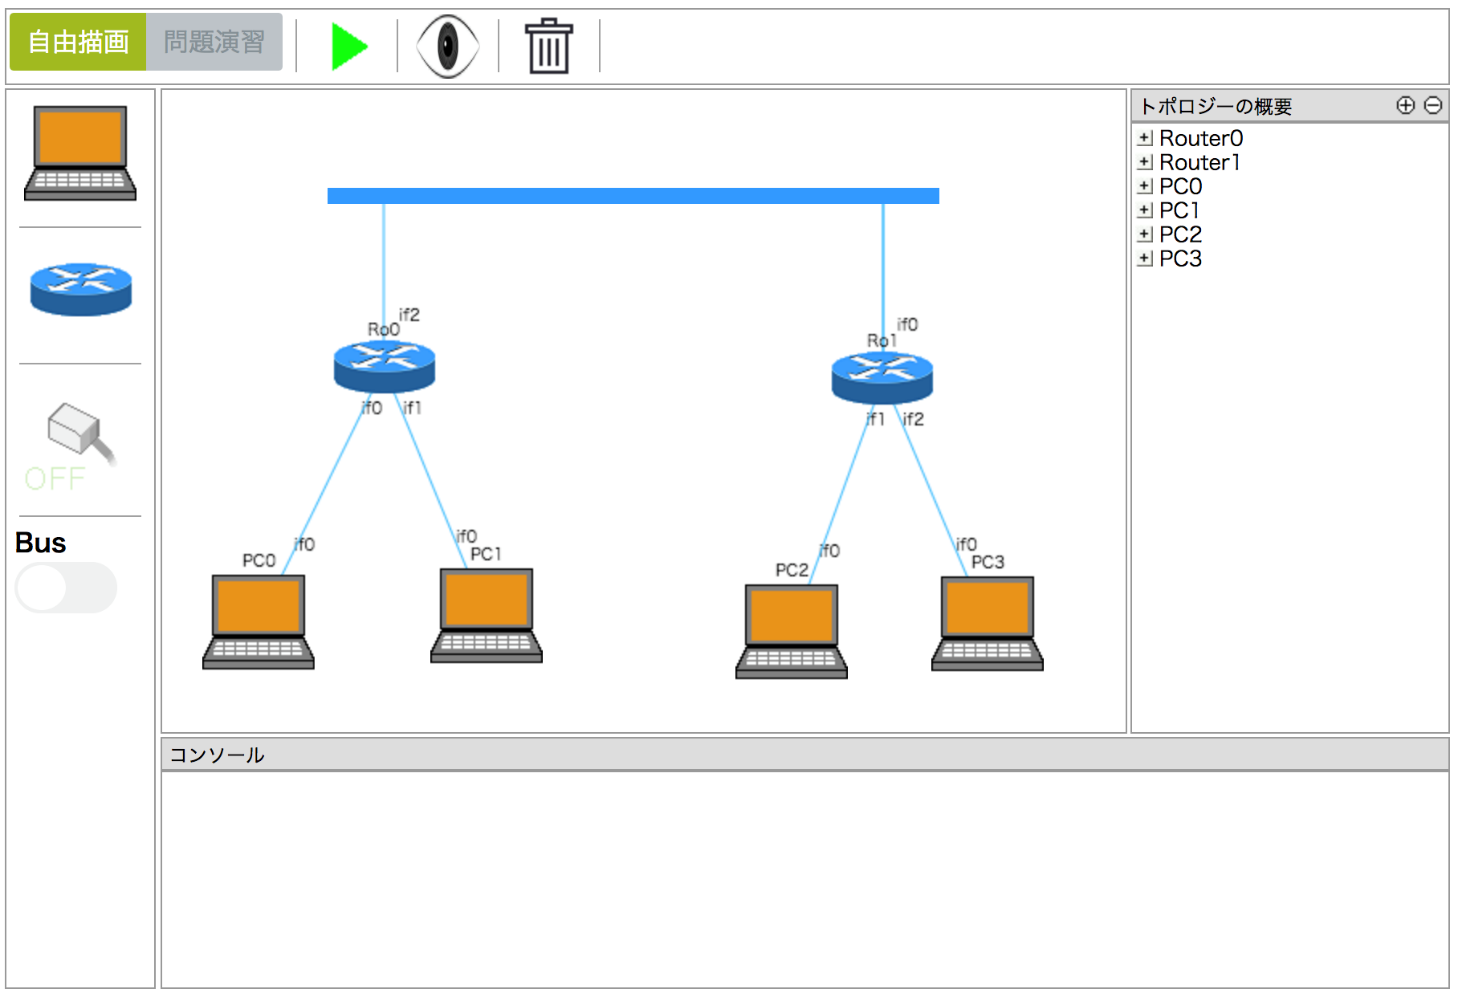 自由描画 問題演習
トポロジーの概要
Router0
Router1
PC0
PC1
PC2
PC3
if2
Ro0
if0
Ro1
if0 if1
if1 if2
OFF
Bus
if0
PC0
if0
PC1
if0
PC2
if0
PC3
コンソール